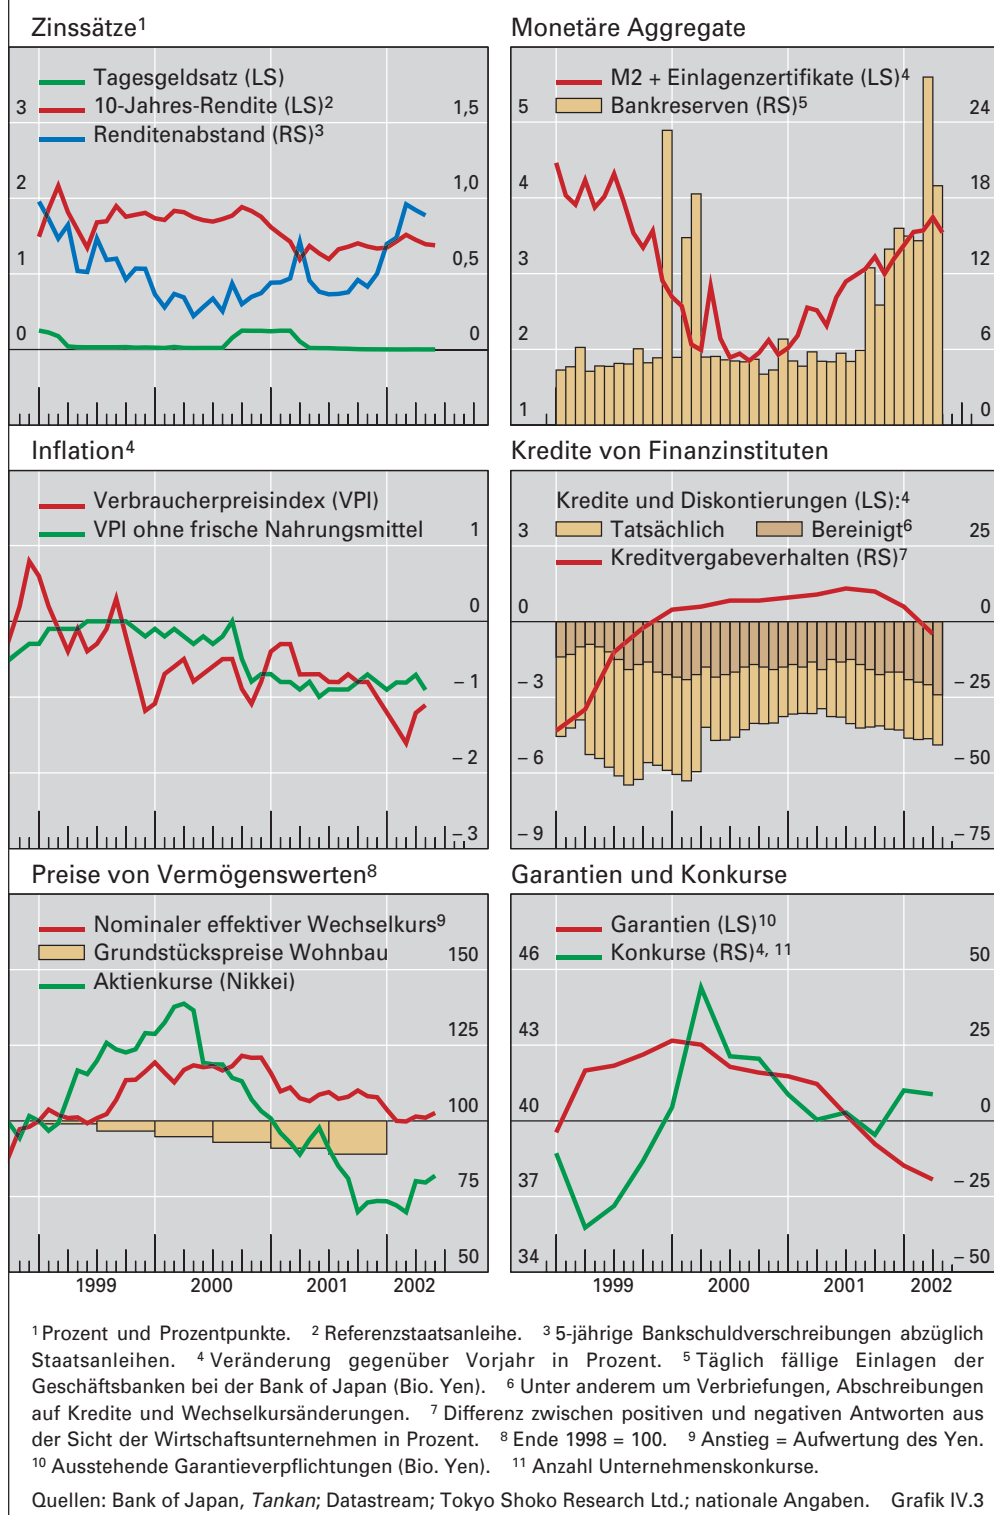 Zinssätze¹
Tagesgeldsatz (LS)
10-Jahres-Rendite (LS)²
Renditenabstand (RS)³
3
2
1
0
1,5
1,0
0,5
0
Monetäre Aggregate
M2 + Einlagenzertifikate (LS)⁴
Bankreserven (RS)⁵
5
4
3
2
1
24
18
12
6
0
Inflation⁴
Verbraucherpreisindex (VPI)
VPI ohne frische Nahrungsmittel
1
0
– 1
– 2
– 3
Kredite von Finanzinstituten
Kredite und Diskontierungen (LS):⁴
Tatsächlich Bereinigt⁶
Kreditvergabeverhalten (RS)⁷
3
0
– 3
– 6
– 9
25
0
– 25
– 50
– 75
Preise von Vermögenswerten⁸
Nominaler effektiver Wechselkurs⁹
Grundstückspreise Wohnbau
Aktienkurse (Nikkei)
150
125
100
75
50
1999 2000 2001 2002
Garantien und Konkurse
Garantien (LS)¹⁰
Konkurse (RS)⁴, ¹¹
46
43
40
37
34
50
25
0
– 25
– 50
1999 2000 2001 2002
¹ Prozent und Prozentpunkte. ² Referenzstaatsanleihe. ³ 5-jährige Bankschuldverschreibungen abzüglich
Staatsanleihen. ⁴ Veränderung gegenüber Vorjahr in Prozent. ⁵ Täglich fällige Einlagen der
Geschäftsbanken bei der Bank of Japan (Bio. Yen). ⁶ Unter anderem um Verbriefungen, Abschreibungen
auf Kredite und Wechselkursänderungen. ⁷ Differenz zwischen positiven und negativen Antworten aus
der Sicht der Wirtschaftsunternehmen in Prozent. ⁸ Ende 1998 = 100. ⁹ Anstieg = Aufwertung des Yen.
¹⁰ Ausstehende Garantieverpflichtungen (Bio. Yen). ¹¹ Anzahl Unternehmenskonkurse.
Quellen: Bank of Japan, Tankan; Datastream; Tokyo Shoko Research Ltd.; nationale Angaben. Grafik IV.3